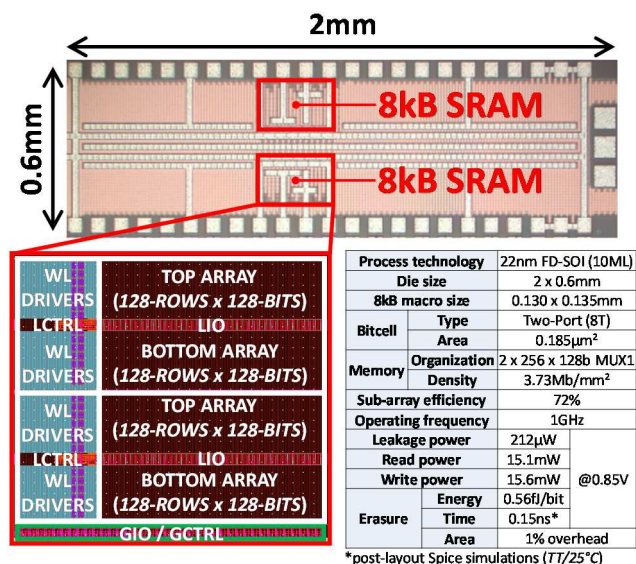 2mm
0.6mm
8kB SRAM
8kB SRAM
WL DRIVERS
TOP ARRAY
(128-ROWS x 128-BITS)
LCTRL
LIO
WL DRIVERS
BOTTOM ARRAY
(128-ROWS x 128-BITS)
WL DRIVERS
TOP ARRAY
(128-ROWS x 128-BITS)
LCTRL
LIO
WL DRIVERS
BOTTOM ARRAY
(128-ROWS x 128-BITS)
GIO / GCTRL
Process technology 22nm FD-SOI (10ML)
Die size 2 x 0.6mm
8kB macro size 0.130 x 0.135mm
Bitcell Type Two-Port (8T)
Area 0.185µm²
Memory Organization 2 x 256 x 128b MUX1
Density 3.73Mb/mm²
Sub-array efficiency 72%
Operating frequency 1GHz
Leakage power 212µW
Read power 15.1mW
Write power 15.6mW @0.85V
Erasure Energy 0.56fJ/bit
Time 0.15ns*
Area 1% overhead
*post-layout Spice simulations (TT/25°C)